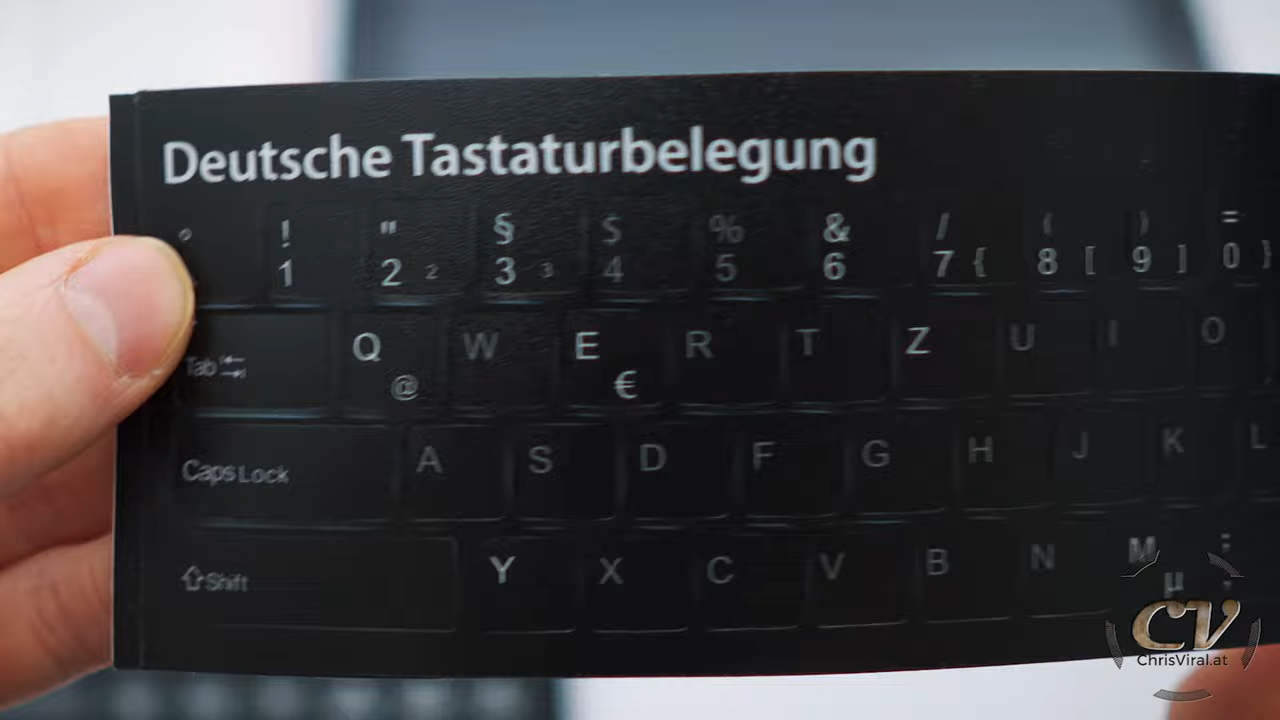 Deutsche Tastaturbelegung
° ! " § $ % & / ( ) =
1 2 ² 3 ³ 4 5 6 7 { 8 [ 9 ] 0 }
Tab Q W E R T Z U I O
@ €
Caps Lock A S D F G H J K L
Shift Y X C V B N M ;
µ ,
CV
ChrisViral.at